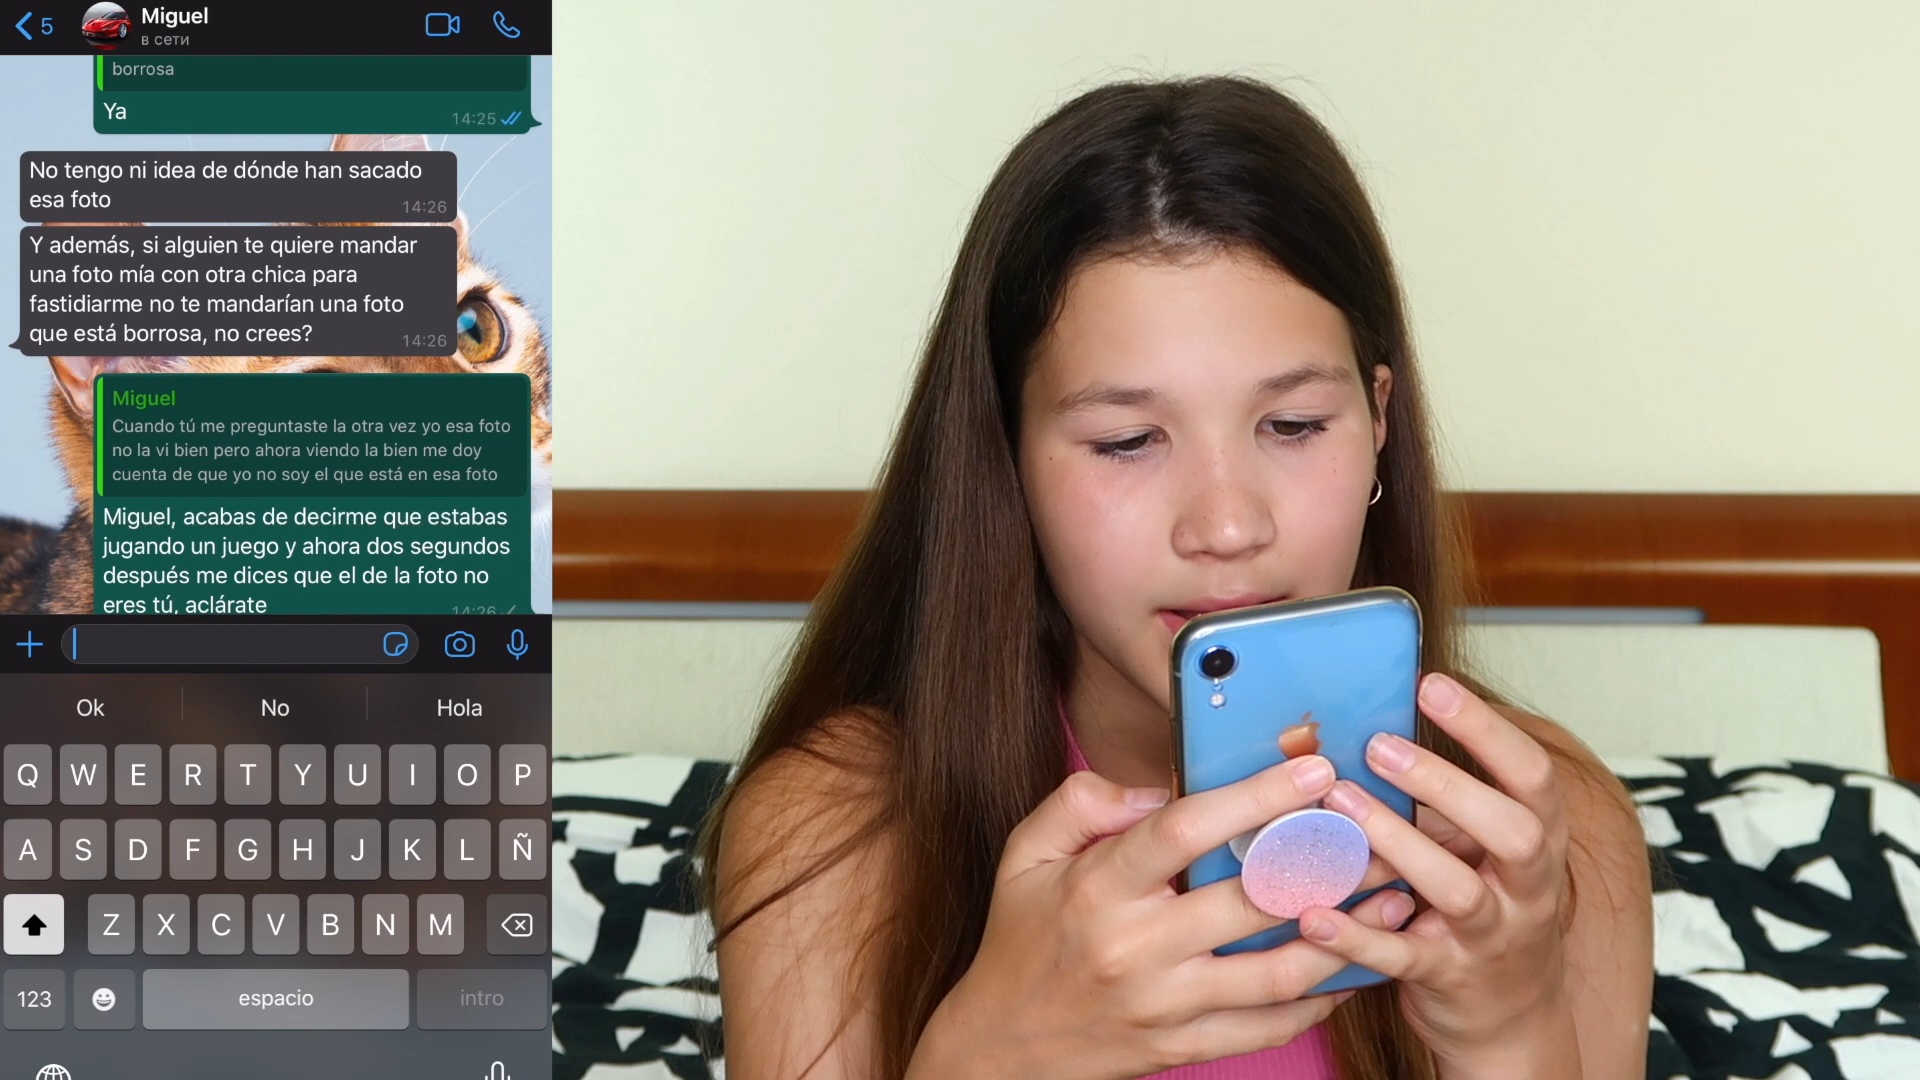 5
Miguel
в сети
borrosa
Ya
14:25
No tengo ni idea de dónde han sacado
esa foto
14:26
Y además, si alguien te quiere mandar
una foto mía con otra chica para
fastidiarme no te mandarían una foto
que está borrosa, no crees?
14:26
Miguel
Cuando tú me preguntaste la otra vez yo esa foto
no la vi bien pero ahora viendo la bien me doy
cuenta de que yo no soy el que está en esa foto
Miguel, acabas de decirme que estabas
jugando un juego y ahora dos segundos
después me dices que el de la foto no
eres tú, aclárate
14:26
Ok No Hola
Q W E R T Y U I O P
A S D F G H J K L Ñ
Z X C V B N M
123 espacio intro